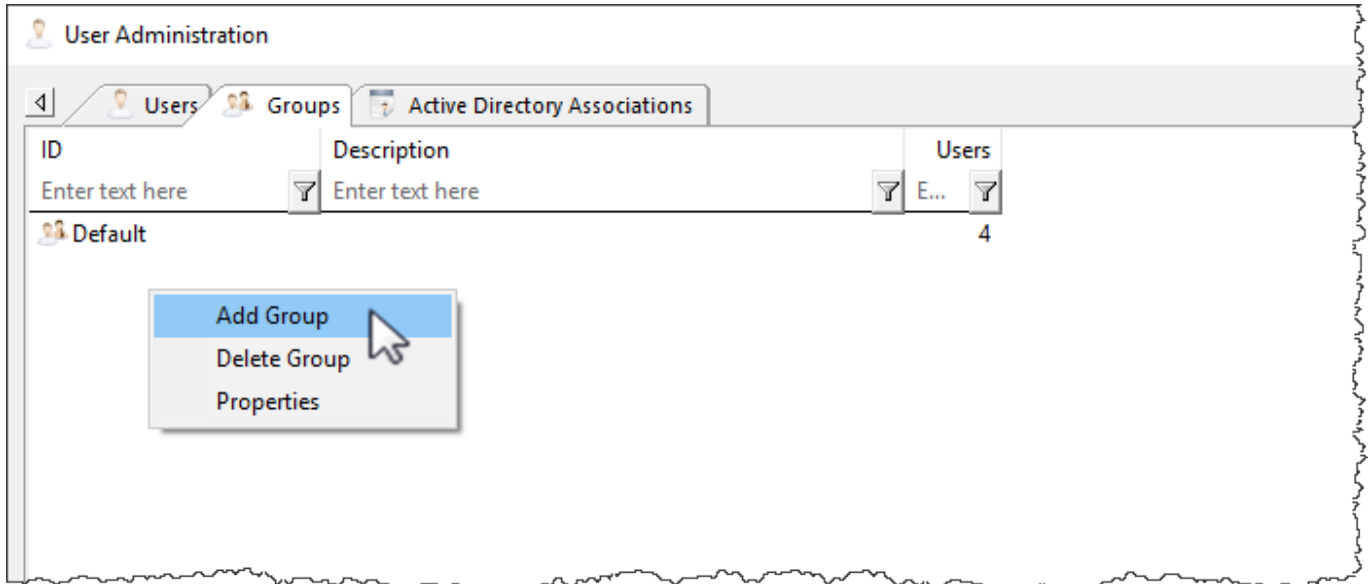 User Administration
Users Groups Active Directory Associations
ID Description Users
Enter text here Enter text here E...
Default 4
Add Group
Delete Group
Properties